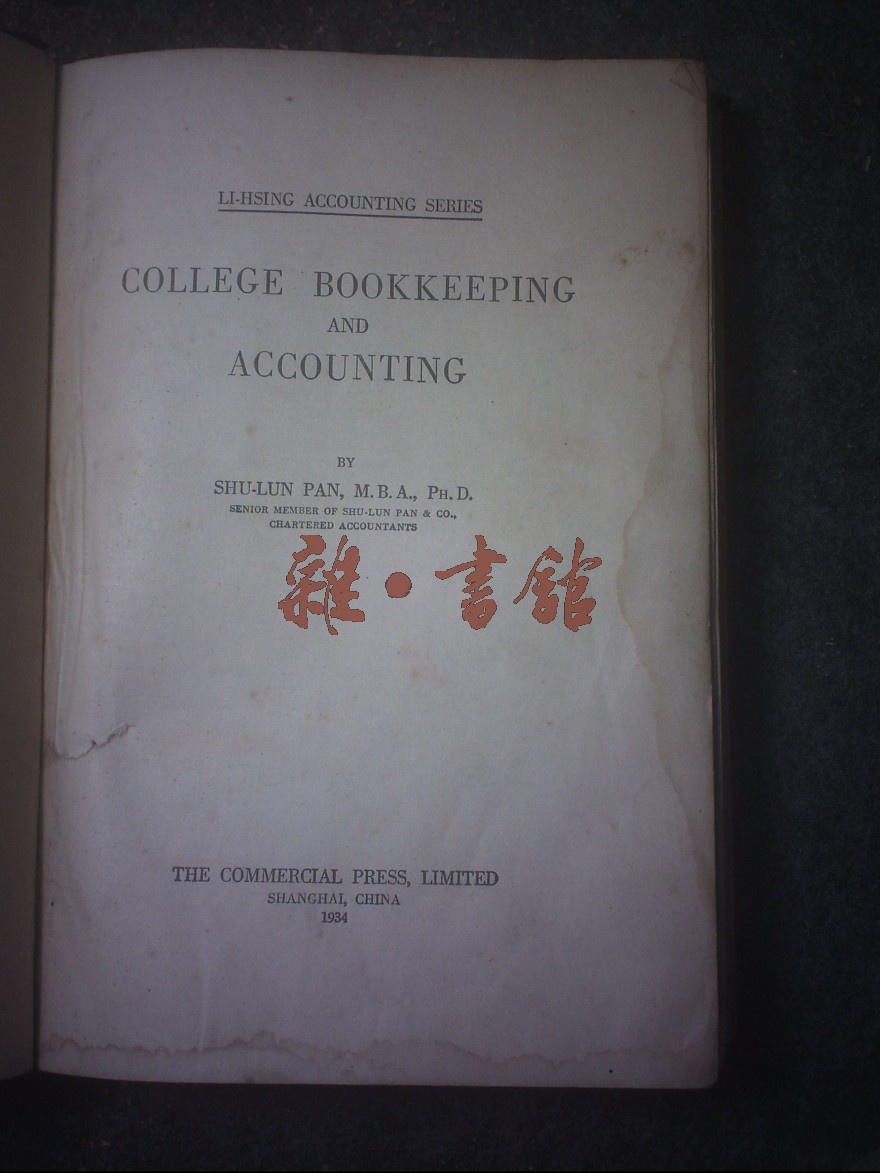 LI-HSING ACCOUNTING SERIES
COLLEGE BOOKKEEPING
AND
ACCOUNTING
BY
SHU-LUN PAN, M.B.A., PH.D.
SENIOR MEMBER OF SHU-LUN PAN & CO.,
CHARTERED ACCOUNTANTS
雜·書館
THE COMMERCIAL PRESS, LIMITED
SHANGHAI, CHINA
1934